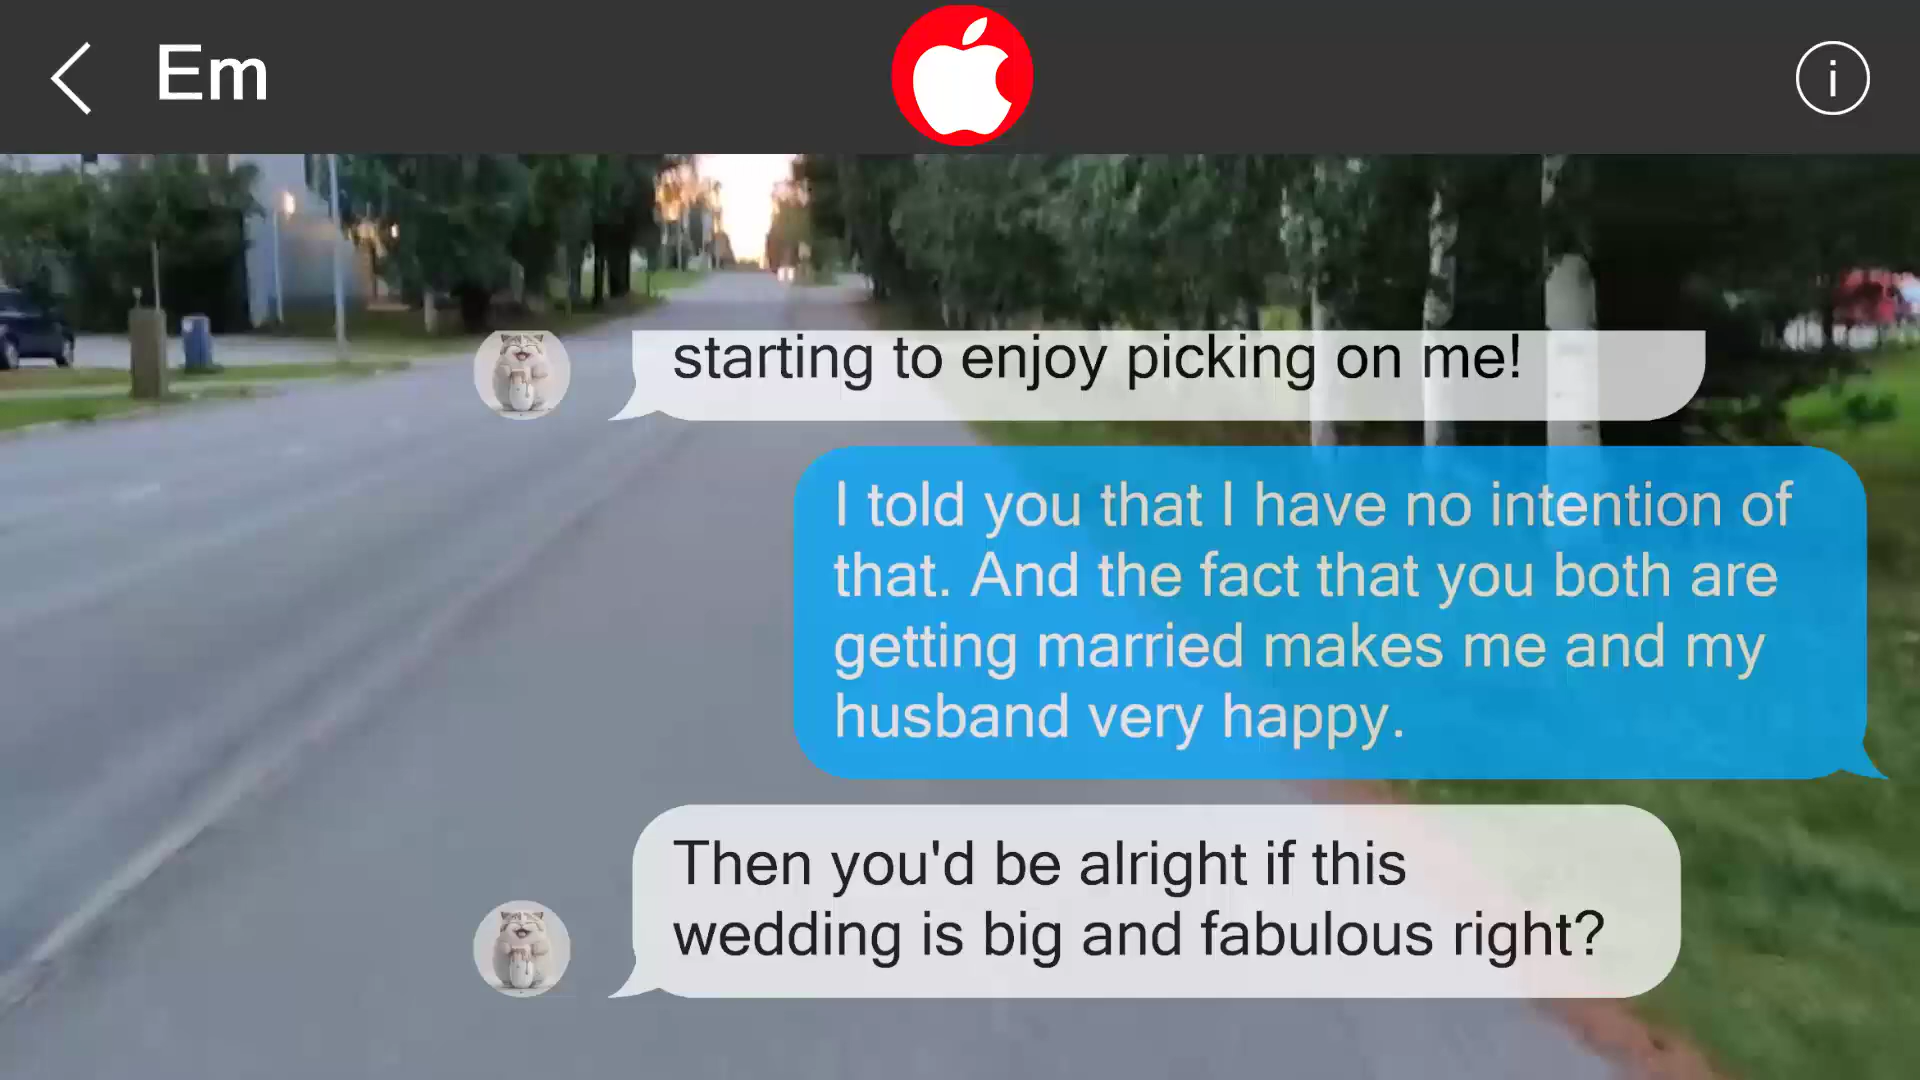 Em
i
starting to enjoy picking on me!
I told you that I have no intention of
that. And the fact that you both are
getting married makes me and my
husband very happy.
Then you'd be alright if this
wedding is big and fabulous right?